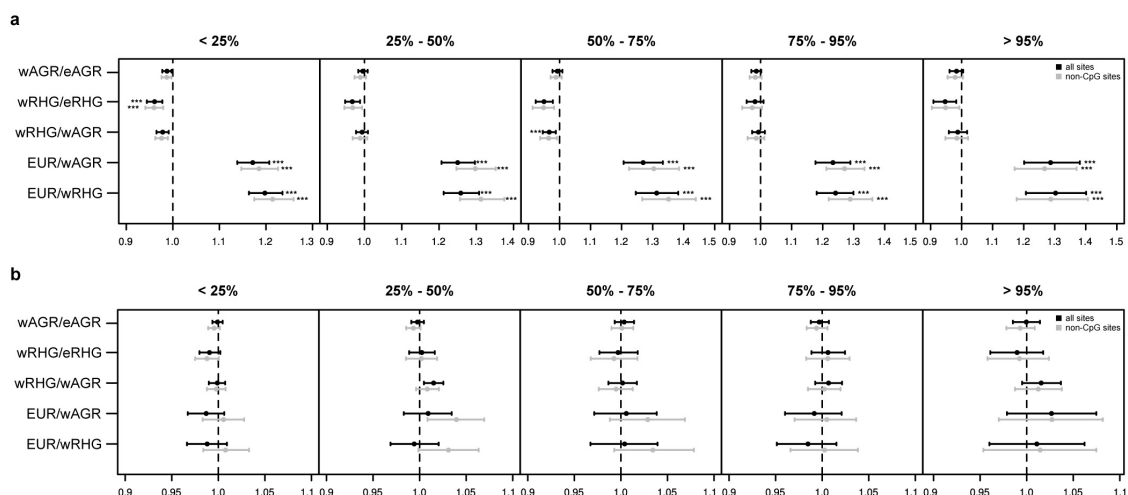 a
< 25% 25% - 50% 50% - 75% 75% - 95% > 95%
wAGR/eAGR
all sites
non-CpG sites
wRHG/eRHG *** ***
wRHG/wAGR ***
EUR/wAGR *** *** *** *** *** *** *** *** *** ***
EUR/wRHG *** *** *** *** *** *** *** *** *** ***
0.9 1.0 1.1 1.2 1.3 0.9 1.0 1.1 1.2 1.3 1.4 0.9 1.0 1.1 1.2 1.3 1.4 1.5 0.9 1.0 1.1 1.2 1.3 1.4 1.5 0.9 1.0 1.1 1.2 1.3 1.4 1.5
b
< 25% 25% - 50% 50% - 75% 75% - 95% > 95%
wAGR/eAGR
all sites
non-CpG sites
wRHG/eRHG
wRHG/wAGR
EUR/wAGR
EUR/wRHG
0.9 0.95 1.0 1.05 1.1 0.9 0.95 1.0 1.05 1.1 0.9 0.95 1.0 1.05 1.1 0.9 0.95 1.0 1.05 1.1 0.9 0.95 1.0 1.05 1.1